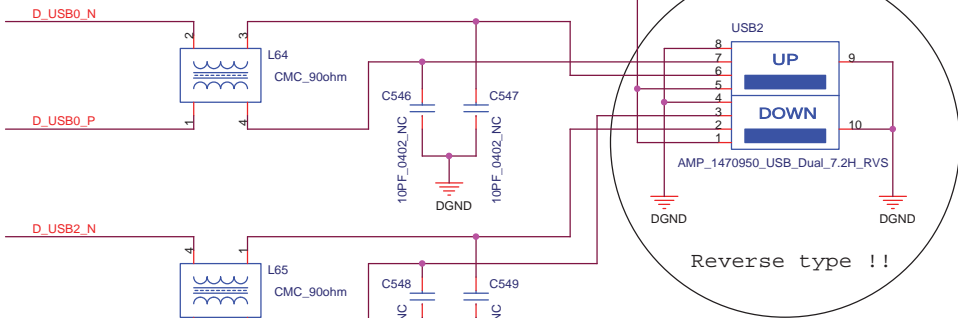 D_USB0_N
2
3
L64
CMC_90ohm
D_USB0_P
1
4
C546
10PF_0402_NC
C547
10PF_0402_NC
DGND
USB2
8
7
6
5
4
3
2
1
UP
DOWN
9
10
AMP_1470950_USB_Dual_7.2H_RVS
DGND
DGND
Reverse type !!
D_USB2_N
4
1
L65
CMC_90ohm
C548
NC
C549
NC